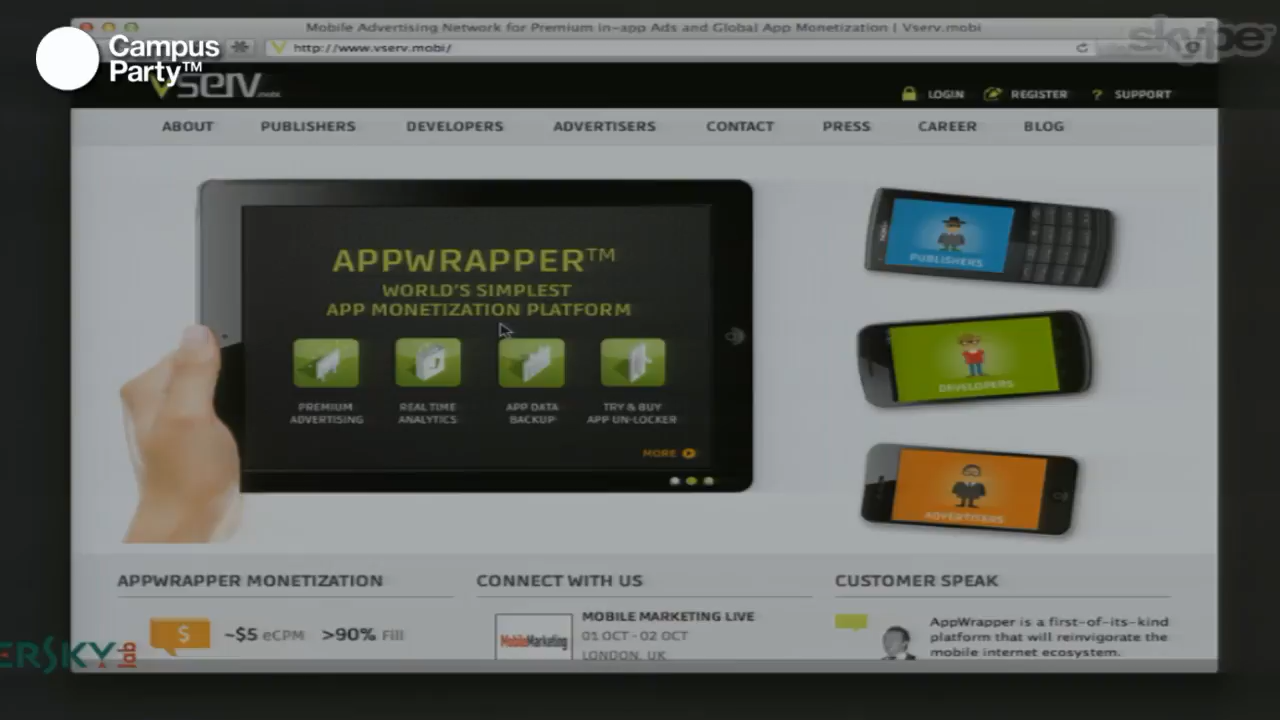 Mobile Advertising Network for Premium In-app Ads and Global App Monetization | Vserv.mobi
skype
Campus
Party™
http://www.vserv.mobi/
vserv.mobi
LOGIN
REGISTER
? SUPPORT
ABOUT
PUBLISHERS
DEVELOPERS
ADVERTISERS
CONTACT
PRESS
CAREER
BLOG
APPWRAPPER™
WORLD'S SIMPLEST
APP MONETIZATION PLATFORM
PREMIUM
ADVERTISING
REAL TIME
ANALYTICS
APP DATA
BACKUP
TRY & BUY
APP UN-LOCKER
MORE
NOKIA
PUBLISHERS
DEVELOPERS
ADVERTISERS
APPWRAPPER MONETIZATION
$
~$5 eCPM >90% Fill
CONNECT WITH US
MobileMarketing
MOBILE MARKETING LIVE
01 OCT - 02 OCT
LONDON, UK
CUSTOMER SPEAK
AppWrapper is a first-of-its-kind
platform that will reinvigorate the
mobile internet ecosystem.
ERSKY lab